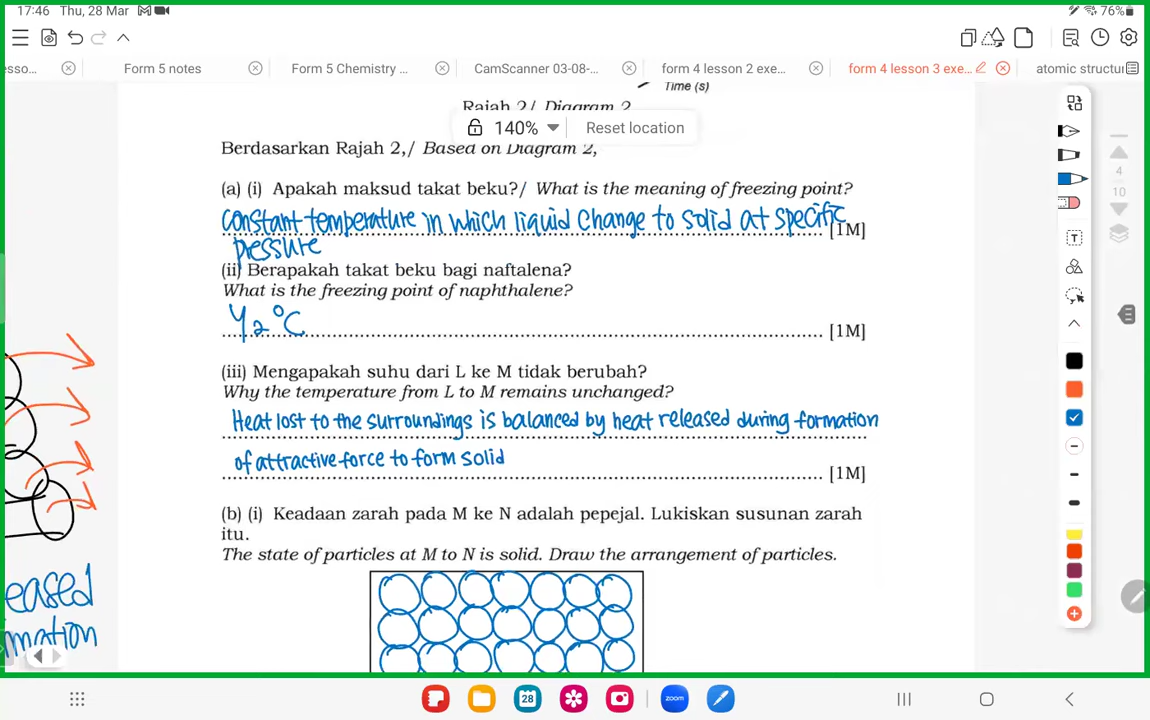 17:46 Thu, 28 Mar 76%
140% Reset location
esso... Form 5 notes Form 5 Chemistry ... CamScanner 03-08-... form 4 lesson 2 exe... form 4 lesson 3 exe... atomic structu
Time (s)
Rajah 2/ Diagram 2
Berdasarkan Rajah 2,/ Based on Diagram 2,
(a) (i) Apakah maksud takat beku?/ What is the meaning of freezing point?
constant temperature in which liquid change to solid at specific
[1M]
pressure
(ii) Berapakah takat beku bagi naftalena?
What is the freezing point of naphthalene?
Y2 °C
[1M]
(iii) Mengapakah suhu dari L ke M tidak berubah?
Why the temperature from L to M remains unchanged?
Heat lost to the surroundings is balanced by heat released during formation
of attractive force to form solid
[1M]
(b) (i) Keadaan zarah pada M ke N adalah pepejal. Lukiskan susunan zarah
itu.
The state of particles at M to N is solid. Draw the arrangement of particles.
eased
mation
4
10
T
28
zoom